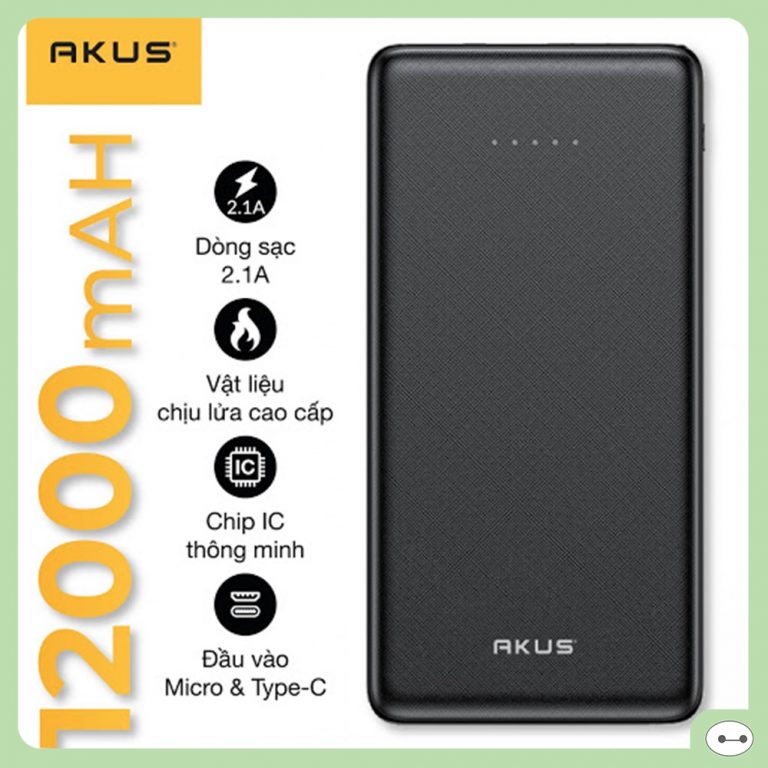 AKUS®
12000mAH
2.1A
Dòng sạc
2.1A
Vật liệu
chịu lửa cao cấp
IC
Chip IC
thông minh
Đầu vào
Micro & Type-C
AKUS